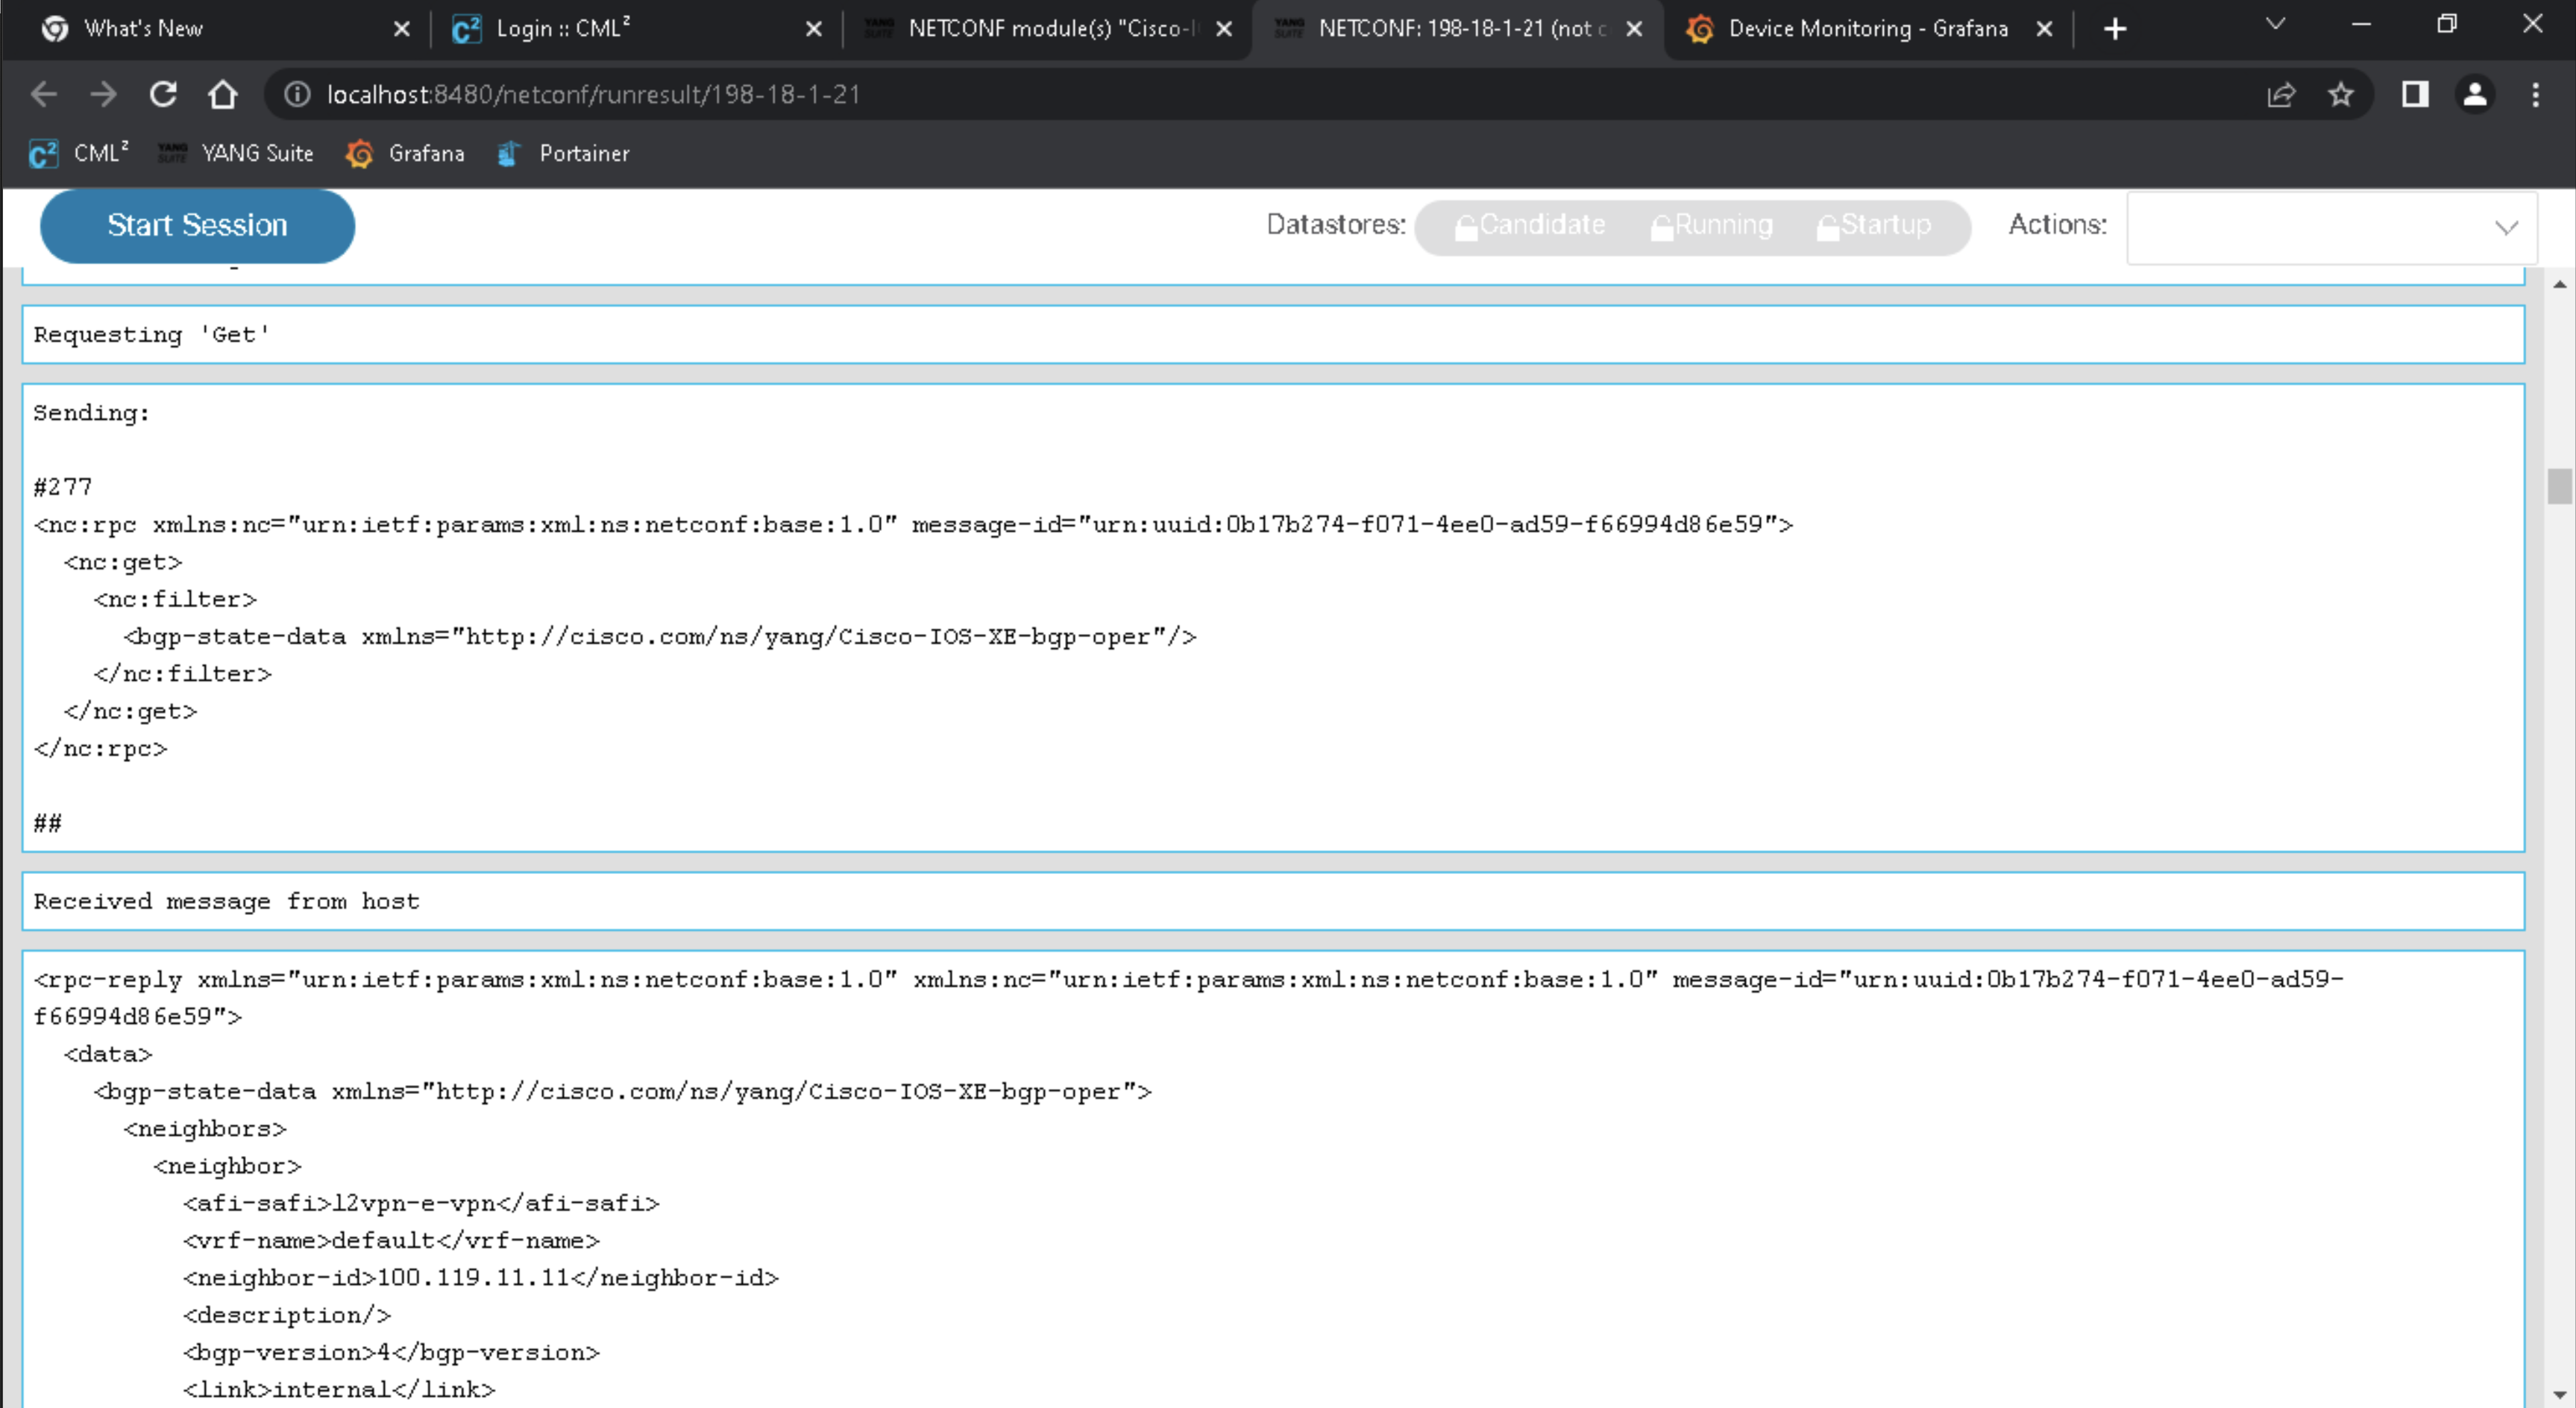 What's New
Login :: CML²
YANG SUITE
NETCONF module(s) "Cisco-I
YANG SUITE
NETCONF: 198-18-1-21 (not c
Device Monitoring - Grafana
localhost:8480/netconf/runresult/198-18-1-21
C² CML²
YANG SUITE YANG Suite
Grafana
Portainer
Start Session
Datastores: Candidate Running Startup
Actions:
Requesting 'Get'
Sending:
#277
<nc:rpc xmlns:nc="urn:ietf:params:xml:ns:netconf:base:1.0" message-id="urn:uuid:0b17b274-f071-4ee0-ad59-f66994d86e59">
<nc:get>
<nc:filter>
<bgp-state-data xmlns="http://cisco.com/ns/yang/Cisco-IOS-XE-bgp-oper"/>
</nc:filter>
</nc:get>
</nc:rpc>
##
Received message from host
<rpc-reply xmlns="urn:ietf:params:xml:ns:netconf:base:1.0" xmlns:nc="urn:ietf:params:xml:ns:netconf:base:1.0" message-id="urn:uuid:0b17b274-f071-4ee0-ad59-
f66994d86e59">
<data>
<bgp-state-data xmlns="http://cisco.com/ns/yang/Cisco-IOS-XE-bgp-oper">
<neighbors>
<neighbor>
<afi-safi>l2vpn-e-vpn</afi-safi>
<vrf-name>default</vrf-name>
<neighbor-id>100.119.11.11</neighbor-id>
<description/>
<bgp-version>4</bgp-version>
<link>internal</link>